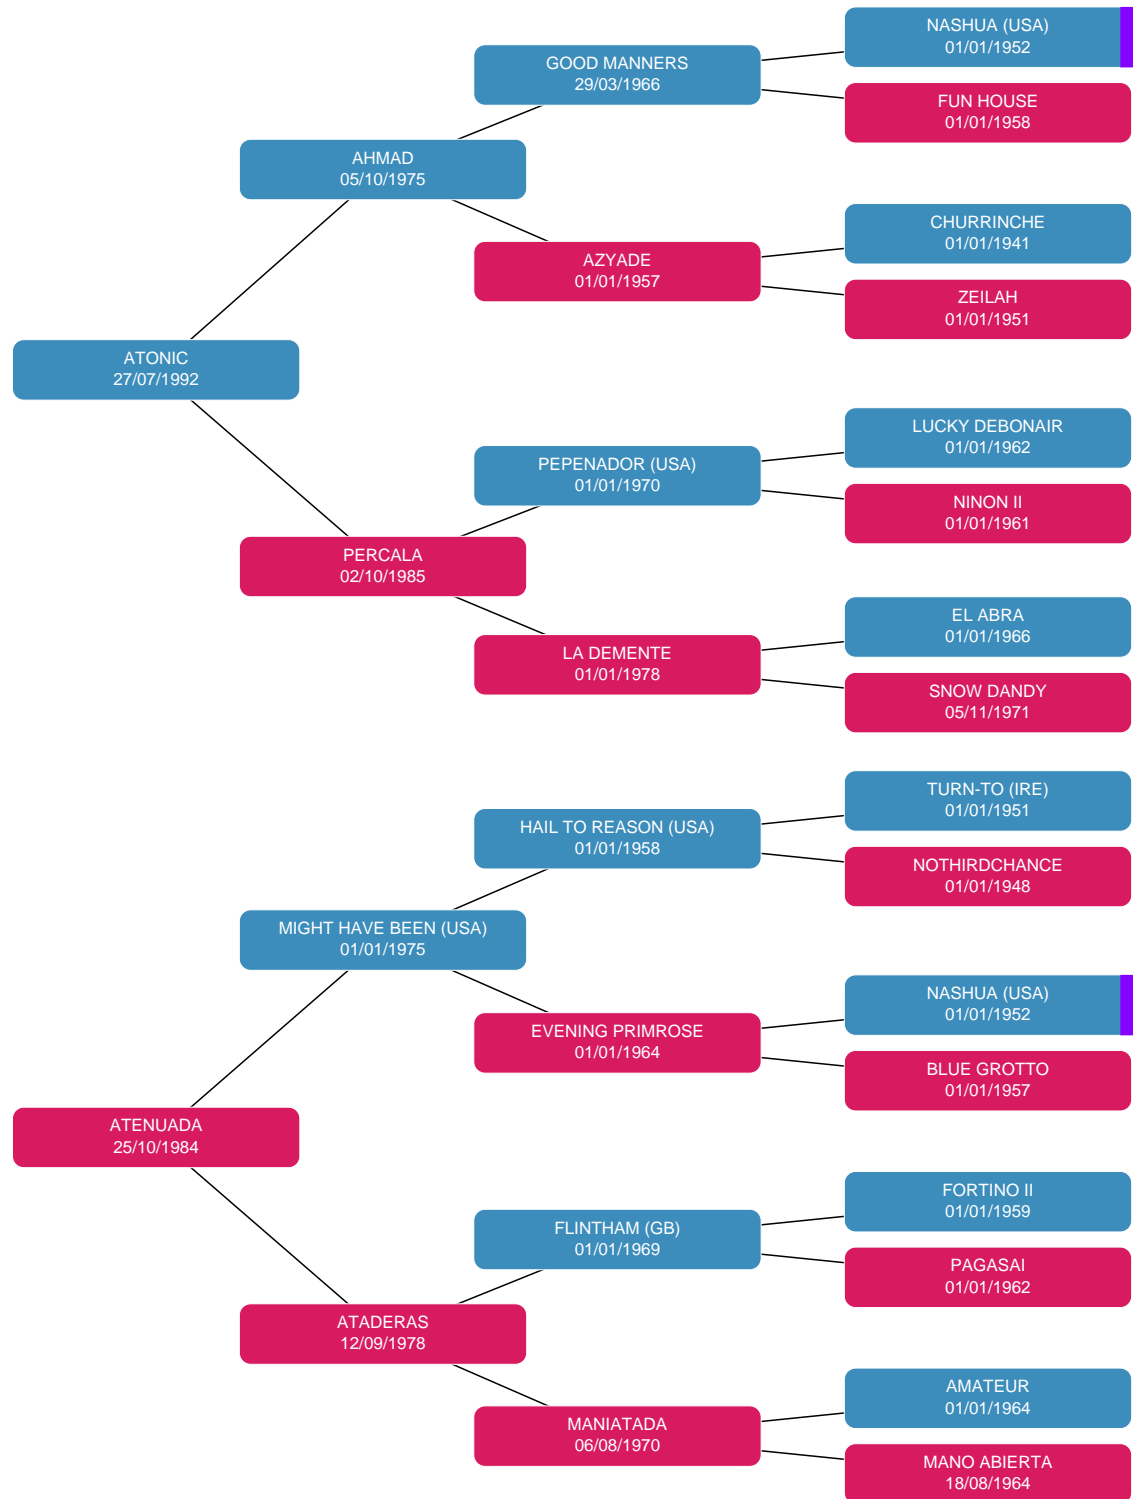 NASHUA (USA)
01/01/1952
GOOD MANNERS
29/03/1966
FUN HOUSE
01/01/1958
AHMAD
05/10/1975
CHURRINCHE
01/01/1941
AZYADE
01/01/1957
ZEILAH
01/01/1951
ATONIC
27/07/1992
LUCKY DEBONAIR
01/01/1962
PEPENADOR (USA)
01/01/1970
NINON II
01/01/1961
PERCALA
02/10/1985
EL ABRA
01/01/1966
LA DEMENTE
01/01/1978
SNOW DANDY
05/11/1971
TURN-TO (IRE)
01/01/1951
HAIL TO REASON (USA)
01/01/1958
NOTHIRDCHANCE
01/01/1948
MIGHT HAVE BEEN (USA)
01/01/1975
NASHUA (USA)
01/01/1952
EVENING PRIMROSE
01/01/1964
BLUE GROTTO
01/01/1957
ATENUADA
25/10/1984
FORTINO II
01/01/1959
FLINTHAM (GB)
01/01/1969
PAGASAI
01/01/1962
ATADERAS
12/09/1978
AMATEUR
01/01/1964
MANIATADA
06/08/1970
MANO ABIERTA
18/08/1964